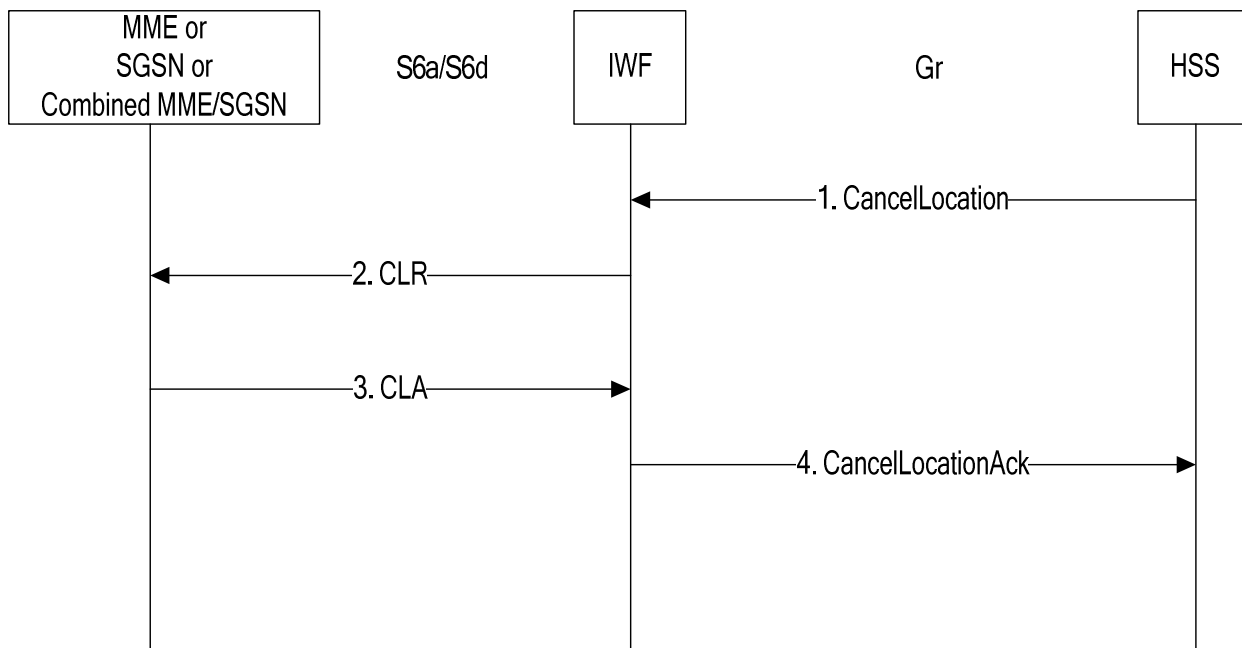 MME or
SGSN or
Combined MME/SGSN
S6a/S6d
IWF
Gr
HSS
1. CancelLocation
2. CLR
3. CLA
4. CancelLocationAck